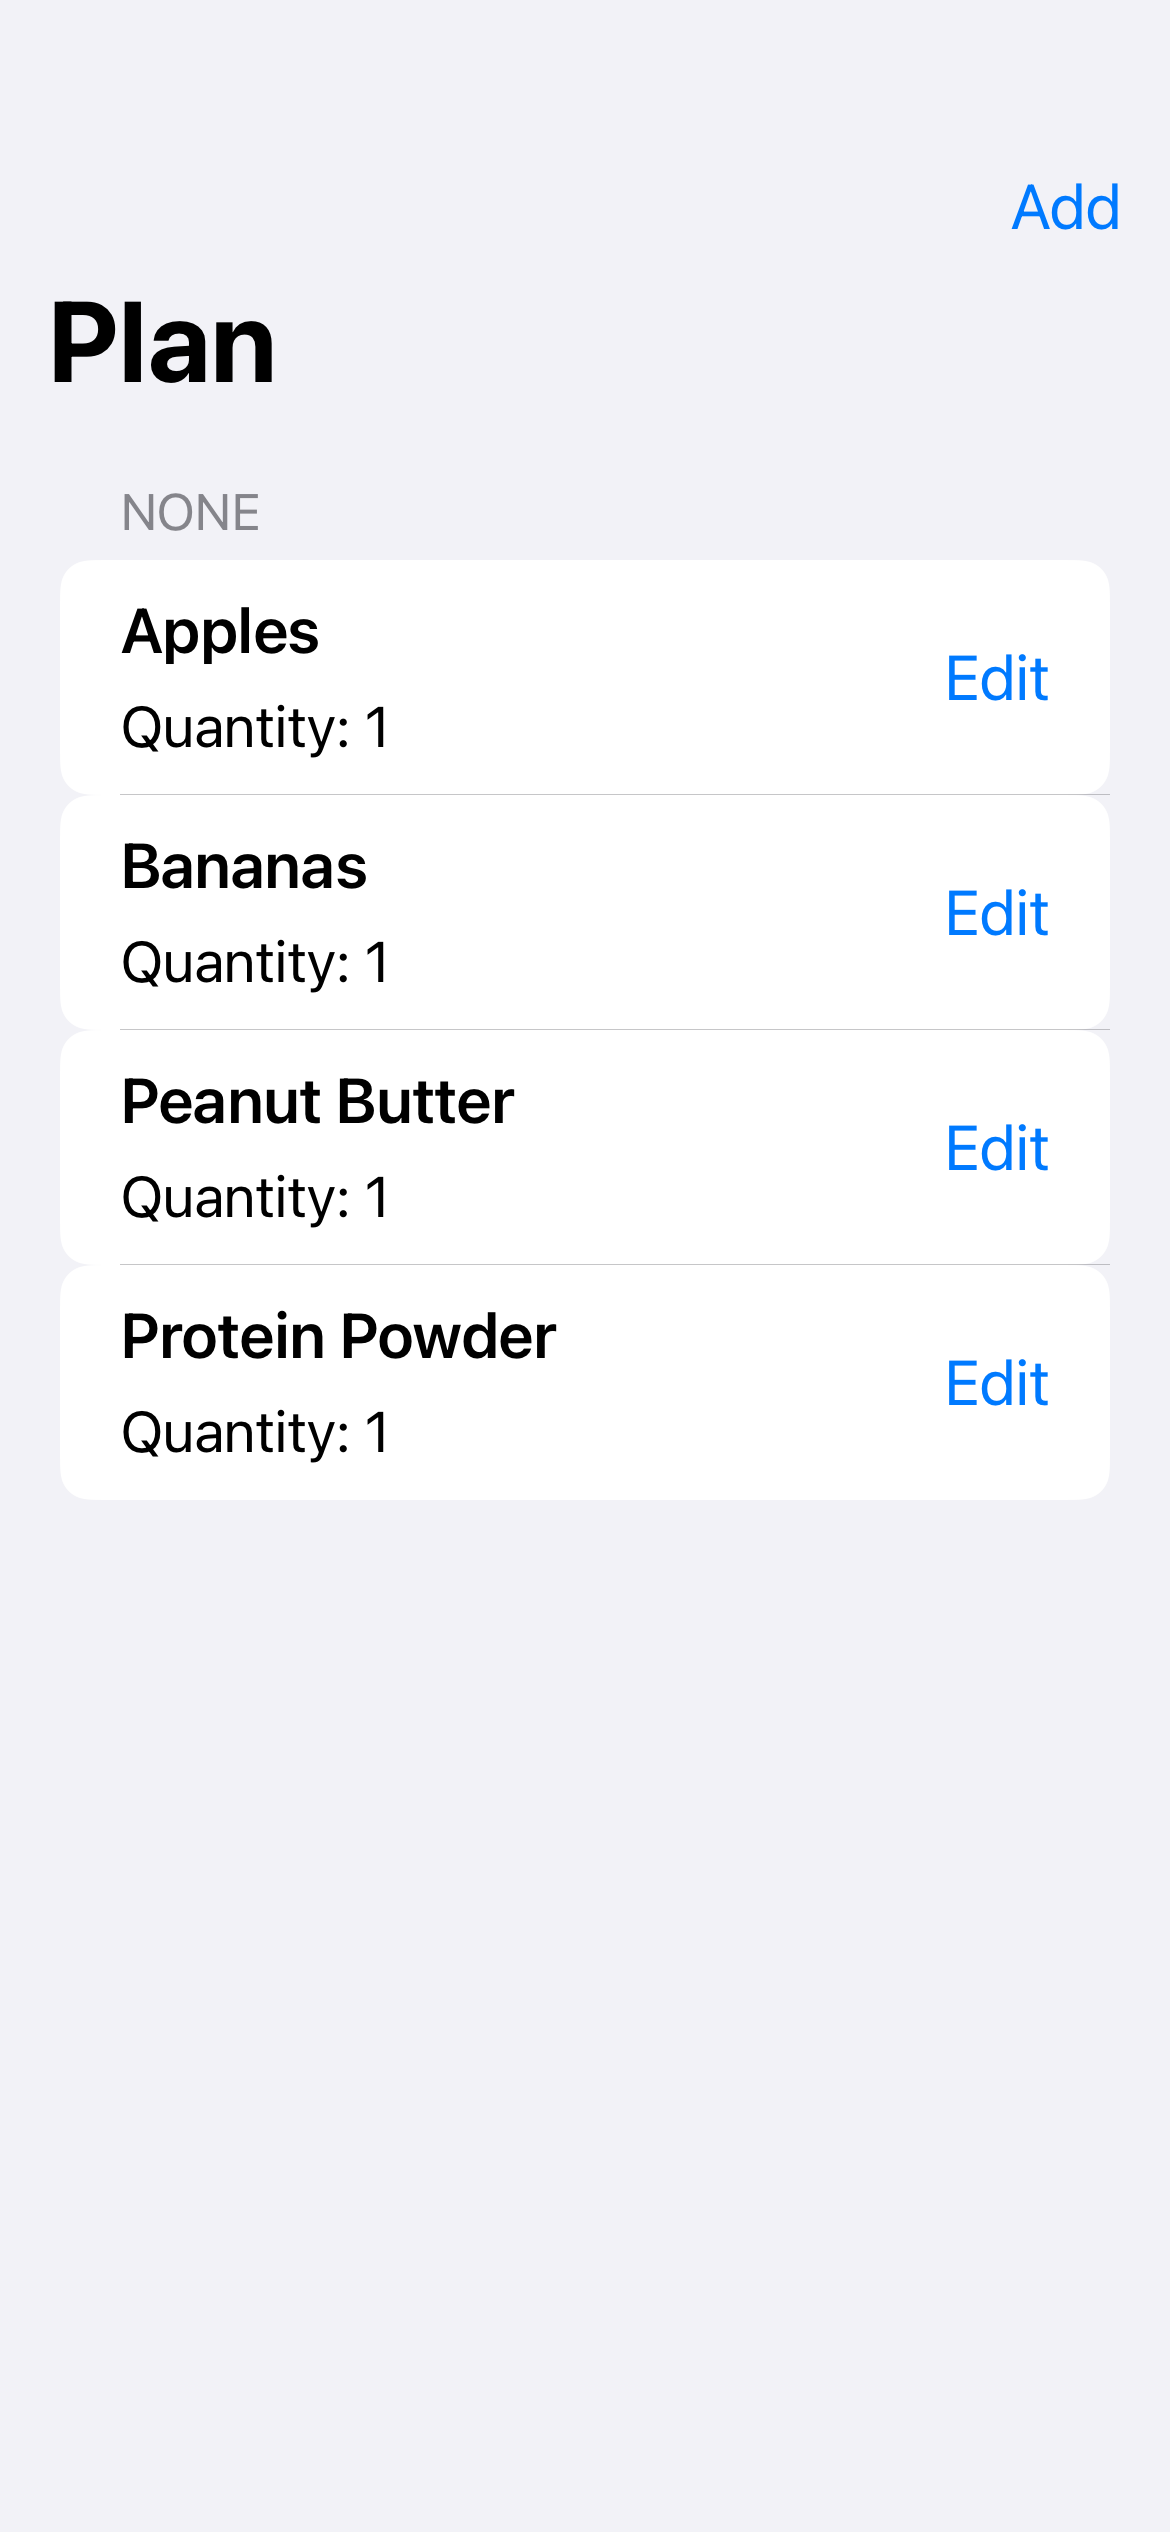 Add
Plan
NONE
Apples
Quantity: 1
Edit
Bananas
Quantity: 1
Edit
Peanut Butter
Quantity: 1
Edit
Protein Powder
Quantity: 1
Edit